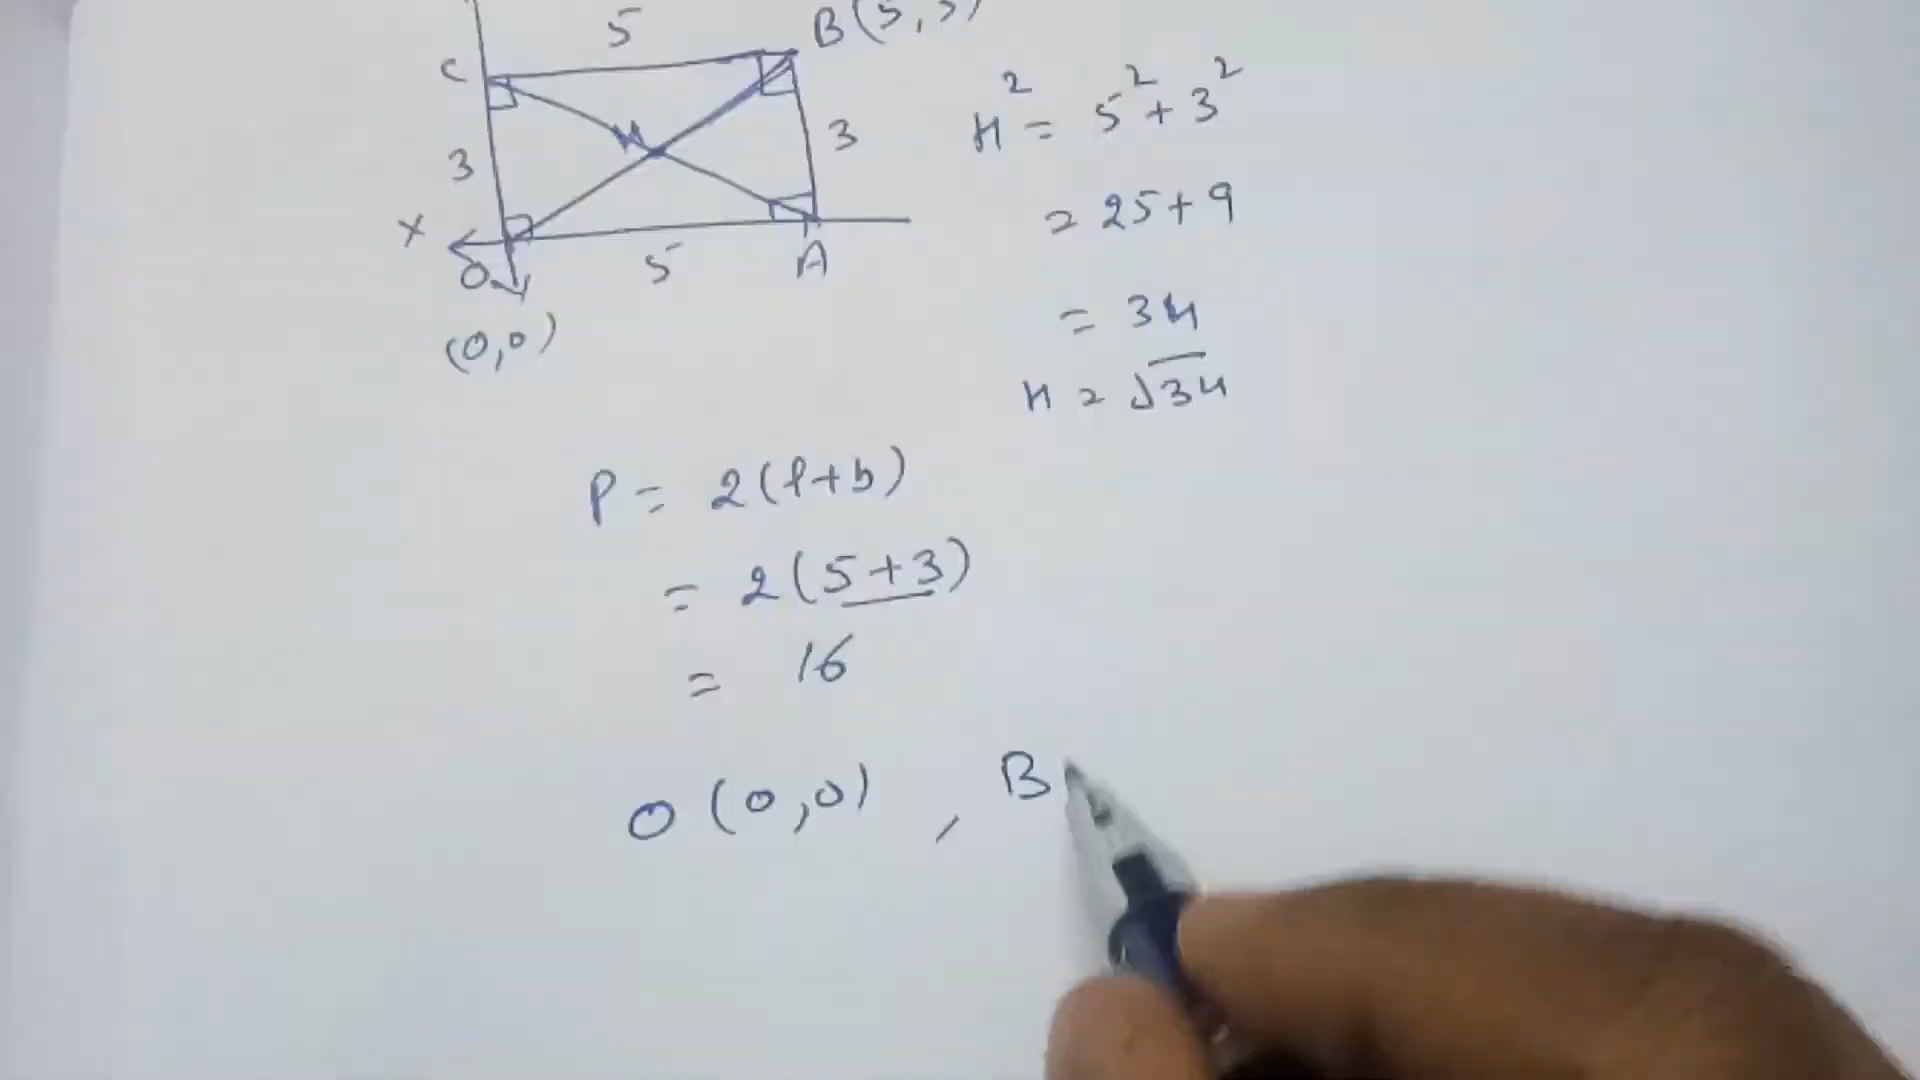 5
B(5,3)
C
H² = 5² + 3²
3
3
= 25+9
M
X
O
5
A
(0,0)
= 34
H = √34
P = 2(l+b)
= 2(5+3)
= 16
O (0,0) , B